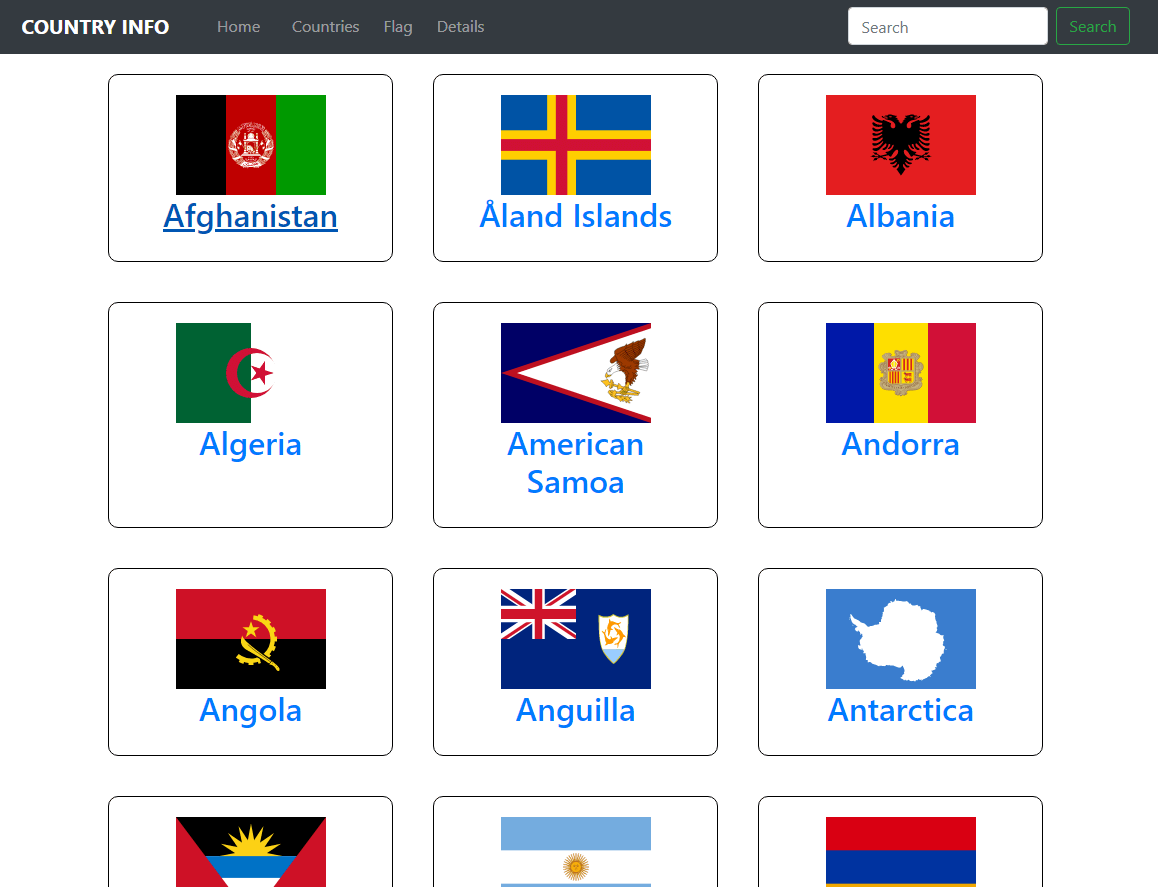 COUNTRY INFO Home Countries Flag Details Search Search
Afghanistan Åland Islands Albania
Algeria American Andorra
Samoa
Angola Anguilla Antarctica